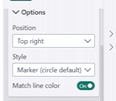 Options
Position
Top right
Style
Marker (circle default)
Match line color
On